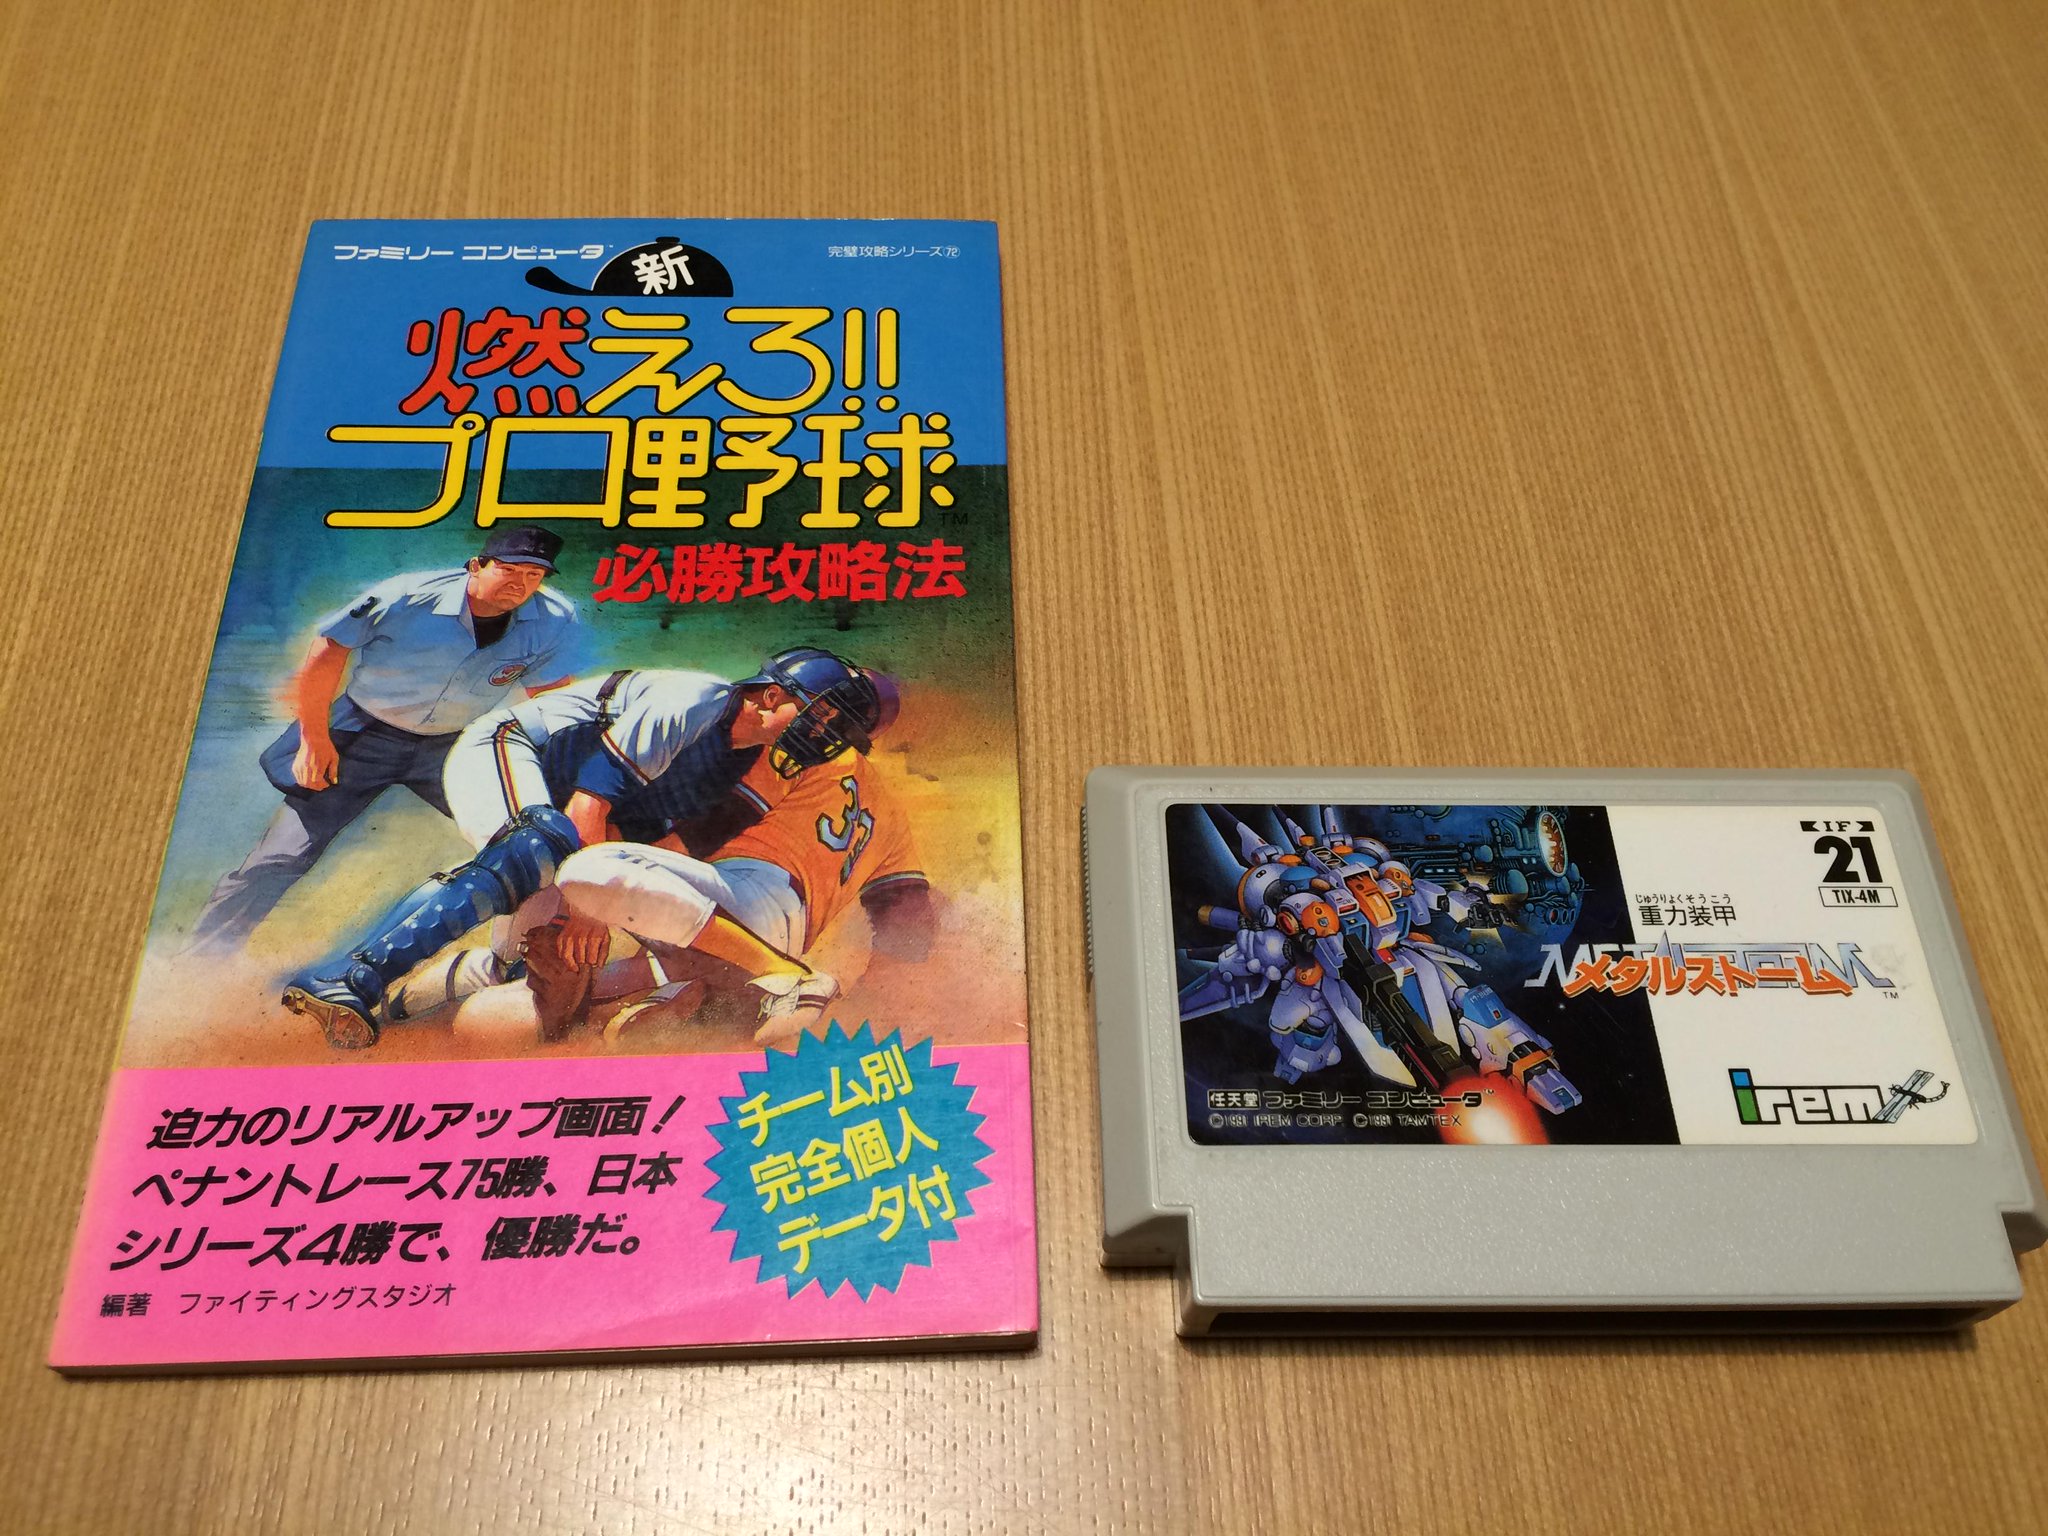 ファミリー コンピュータ™
完璧攻略シリーズ72
新
燃えろ!!
プロ野球
TM
必勝攻略法
3
迫力のリアルアップ画面!
ペナントレース75勝、日本
シリーズ4勝で、優勝だ。
チーム別
完全個人
データ付
編著 ファイティングスタジオ
IF
21
TIX-4M
じゅうりょくそうこう
重力装甲
METALSTORM
メタルストーム
TM
irem
任天堂 ファミリー コンピュータ™
©1991 IREM CORP. ©1991 TAMTEX